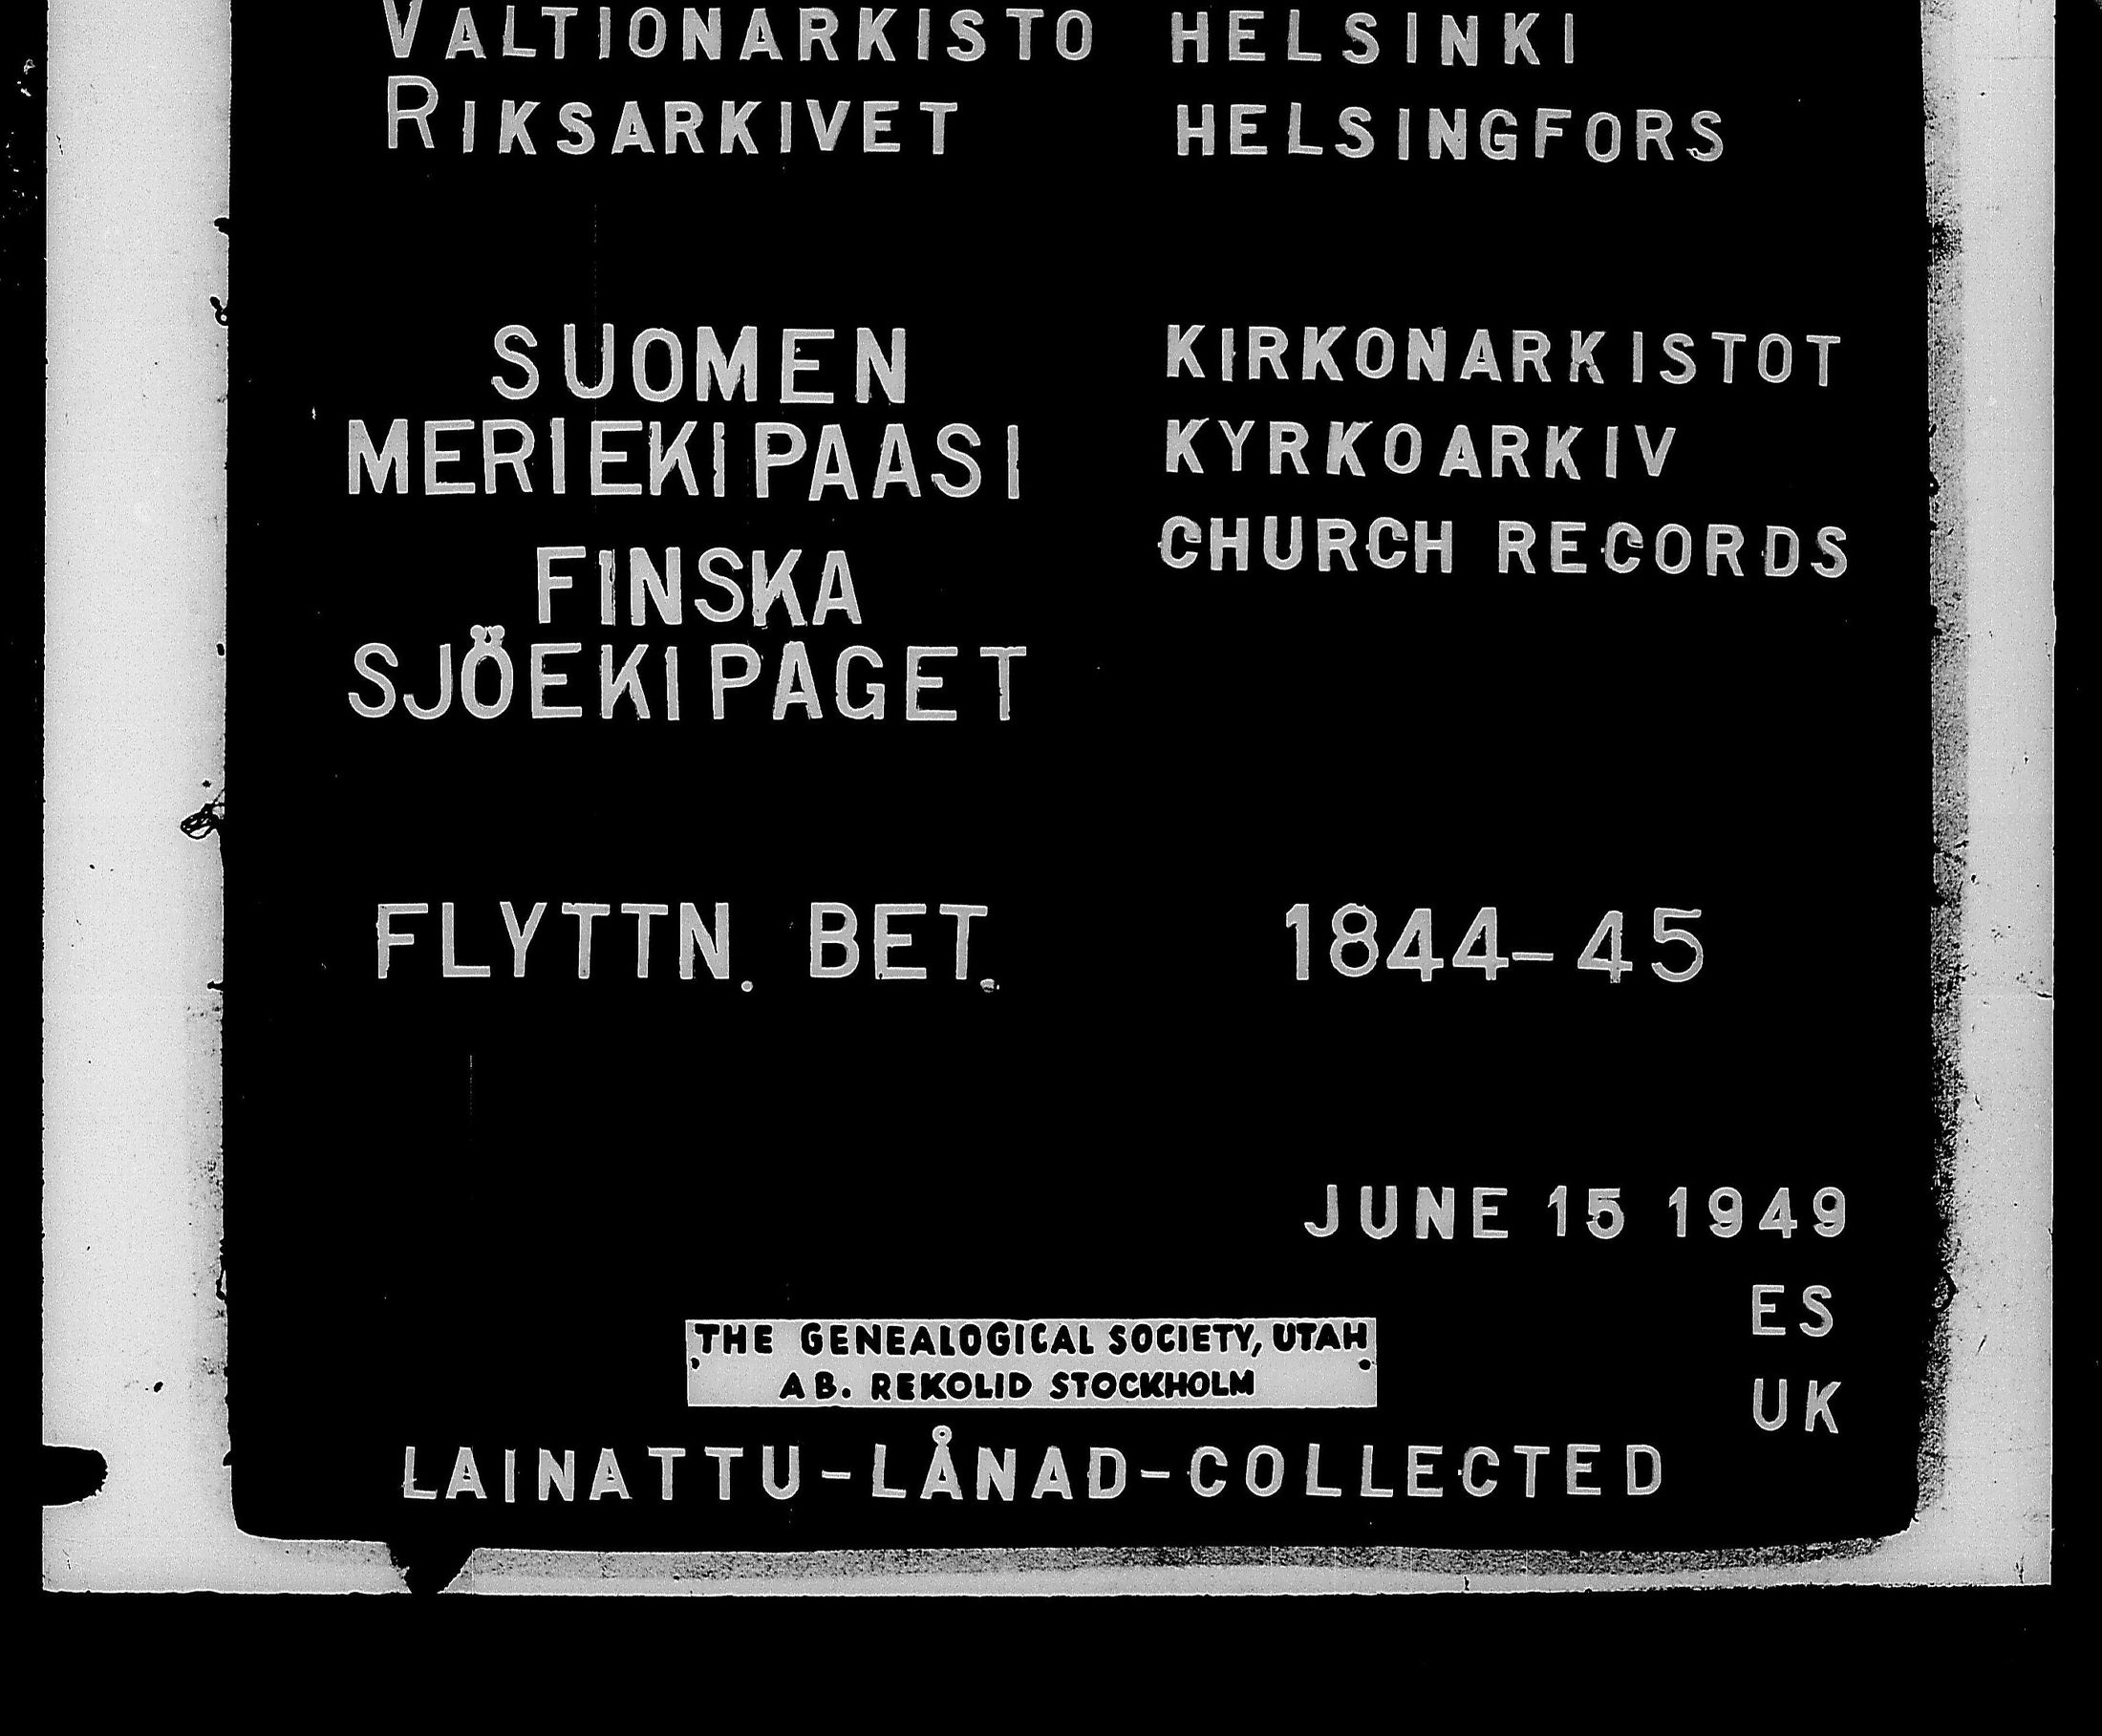 VALTIONARKISTO HELSINKI
RIKSARKIVET HELSINGFORS
SUOMEN
MERIEKIPAASI
FINSKA
SJÖEKIPAGET
KIRKONARKISTOT
KYRKOARKIV
CHURCH RECORDS
FLYTTN. BET. 1844-45
JUNE 15 1949
ES
UK
THE GENEALOGICAL SOCIETY, UTAH
AB. REKOLID STOCKHOLM
LAINATTU-LÅNAD-COLLECTED